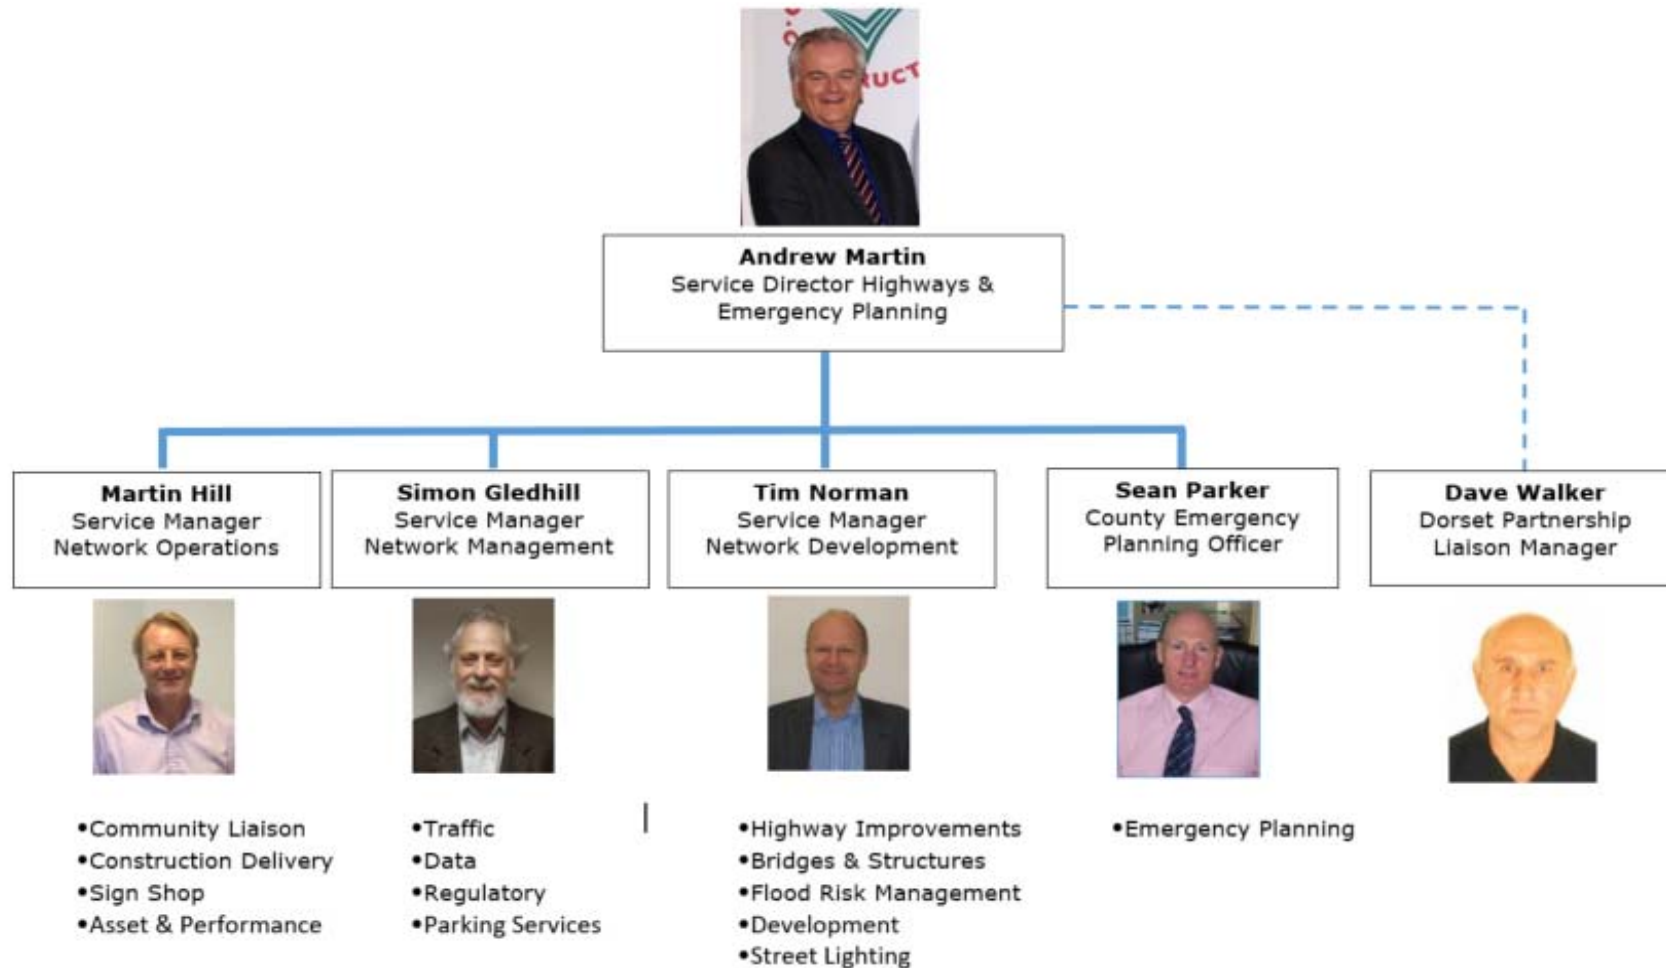 RUCT
Andrew Martin
Service Director Highways &
Emergency Planning
Martin Hill
Service Manager
Network Operations
Simon Gledhill
Service Manager
Network Management
Tim Norman
Service Manager
Network Development
Sean Parker
County Emergency
Planning Officer
Dave Walker
Dorset Partnership
Liaison Manager
•Community Liaison
•Construction Delivery
•Sign Shop
•Asset & Performance
•Traffic
•Data
•Regulatory
•Parking Services
•Highway Improvements
•Bridges & Structures
•Flood Risk Management
•Development
•Street Lighting
•Emergency Planning